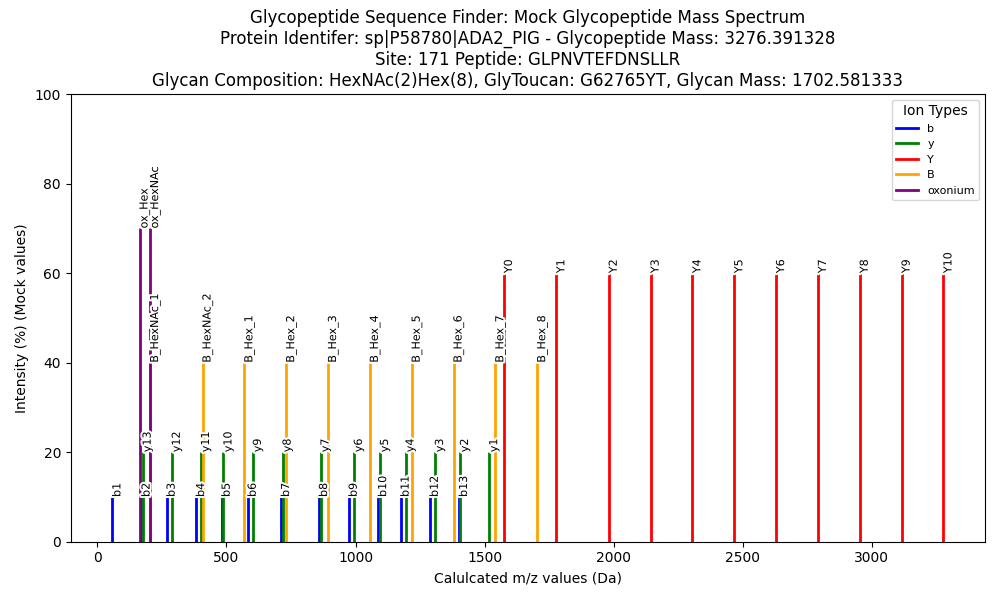 Glycopeptide Sequence Finder: Mock Glycopeptide Mass Spectrum
Protein Identifer: sp|P58780|ADA2_PIG - Glycopeptide Mass: 3276.391328
Site: 171 Peptide: GLPNVTEFDNSLLR
Glycan Composition: HexNAc(2)Hex(8), GlyToucan: G62765YT, Glycan Mass: 1702.581333
Intensity (%) (Mock values)
100
80
60
40
20
0
Ion Types
b
y
Y
B
oxonium
ox_Hex
ox_HexNAc
Y0
Y1
Y2
Y3
Y4
Y5
Y6
Y7
Y8
Y9
Y10
B_HexNAc_1
B_HexNAc_2
B_Hex_1
B_Hex_2
B_Hex_3
B_Hex_4
B_Hex_5
B_Hex_6
B_Hex_7
B_Hex_8
y13
y12
y11
y10
y9
y8
y7
y6
y5
y4
y3
y2
y1
b1
b2
b3
b4
b5
b6
b7
b8
b9
b10
b11
b12
b13
0
500
1000
1500
2000
2500
3000
Calulcated m/z values (Da)